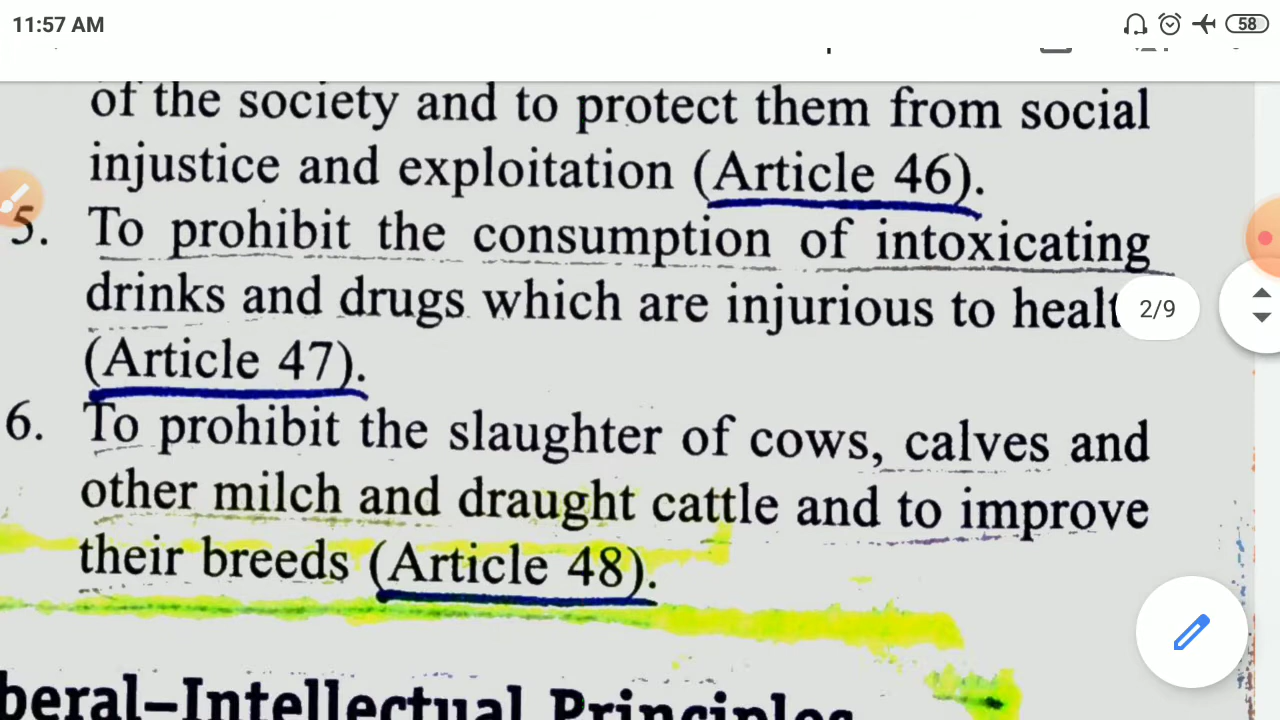 11:57 AM
58
of the society and to protect them from social
injustice and exploitation (Article 46).
5. To prohibit the consumption of intoxicating
drinks and drugs which are injurious to healt
2/9
(Article 47).
6. To prohibit the slaughter of cows, calves and
other milch and draught cattle and to improve
their breeds (Article 48).
beral–Intellectual Principles